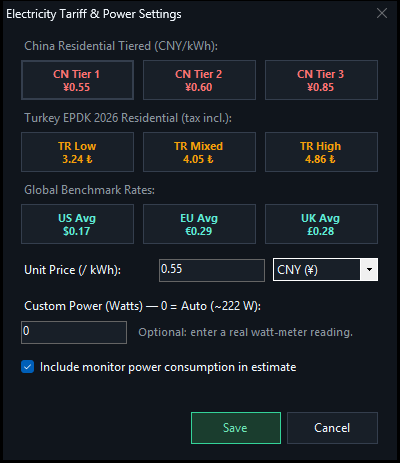 Electricity Tariff & Power Settings
China Residential Tiered (CNY/kWh):
CN Tier 1
¥0.55
CN Tier 2
¥0.60
CN Tier 3
¥0.85
Turkey EPDK 2026 Residential (tax incl.):
TR Low
3.24 ₺
TR Mixed
4.05 ₺
TR High
4.86 ₺
Global Benchmark Rates:
US Avg
$0.17
EU Avg
€0.29
UK Avg
£0.28
Unit Price (/ kWh):
0.55
CNY (¥)
Custom Power (Watts) — 0 = Auto (~222 W):
0
Optional: enter a real watt-meter reading.
Include monitor power consumption in estimate
Save
Cancel